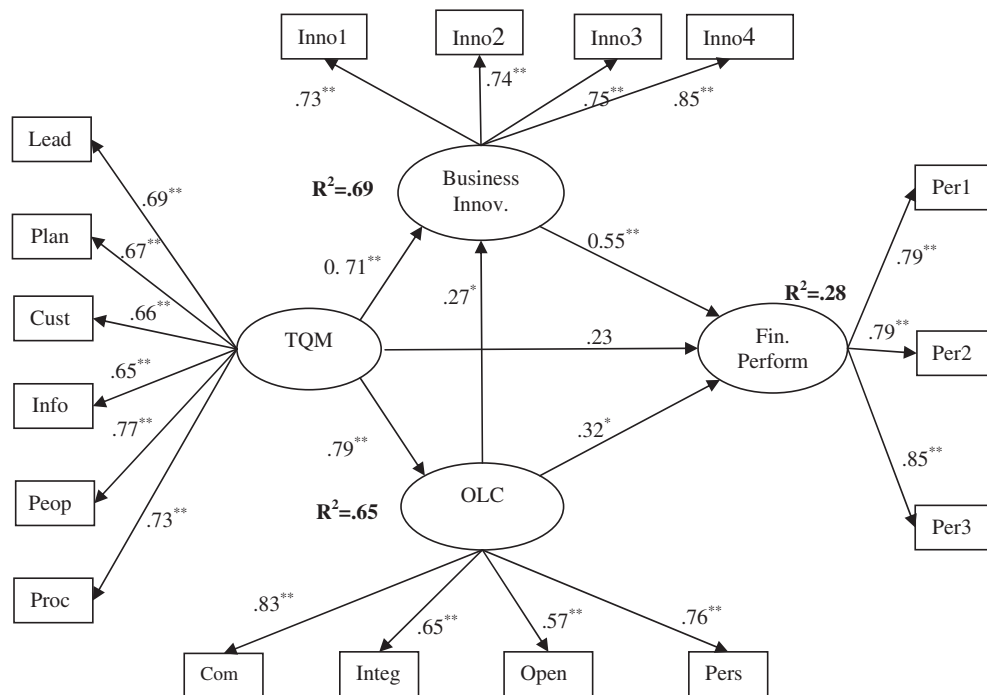 Inno1
Inno2
Inno3
Inno4
.73**
.74**
.75**
.85**
Lead
Plan
Cust
Info
Peop
Proc
.69**
.67**
.66**
.65**
.77**
.73**
R²=.69
Business
Innov.
0. 71**
.27*
0.55**
TQM
.23
R²=.28
Fin.
Perform
.79**
.32*
R²=.65
OLC
Per1
Per2
Per3
.79**
.79**
.85**
.83**
.65**
.57**
.76**
Com
Integ
Open
Pers